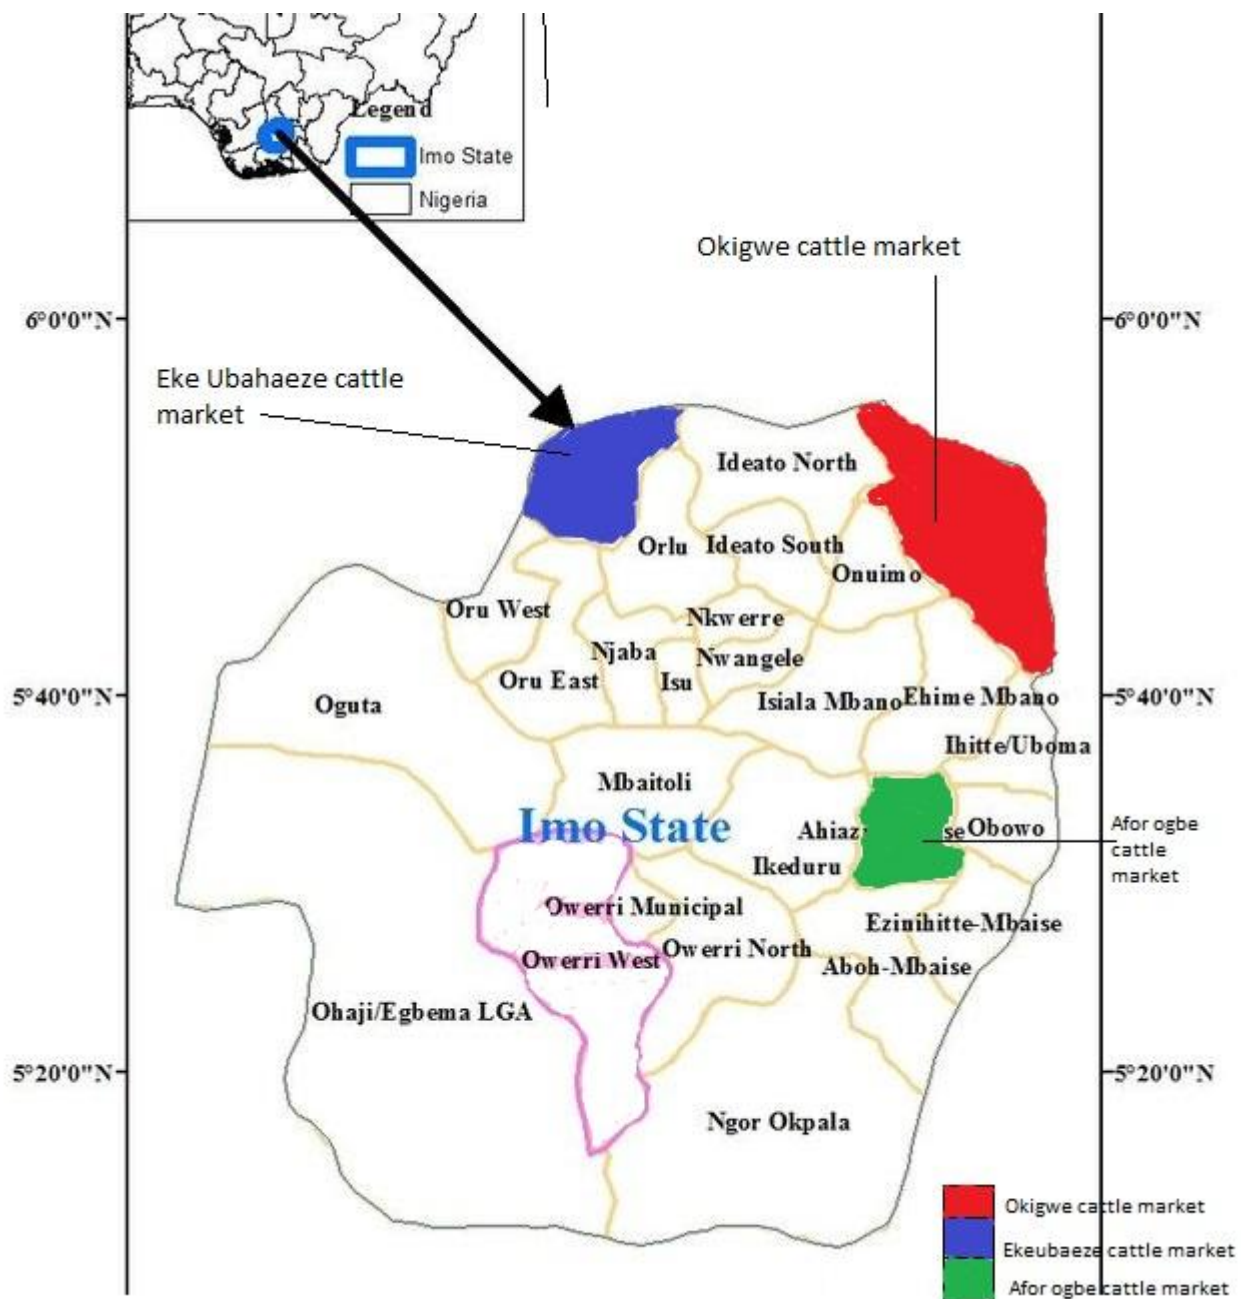 Legend
Imo State
Nigeria
Okigwe cattle market
6°0'0"N
6°0'0"N
Eke Ubahaeze cattle
market
Ideato North
Orlu
Ideato South
Onuimo
Oru West
Nkwerre
Njaba
Nwangele
Oru East
Isu
5°40'0"N
5°40'0"N
Oguta
Isiala Mbano
Ehime Mbano
Ihitte/Uboma
Mbaitoli
Imo State
Ahiaz
se
Obowo
Afor ogbe
cattle
market
Ikeduru
Owerri Municipal
Ezinihitte-Mbaise
Owerri North
Owerri West
Aboh-Mbaise
Ohaji/Egbema LGA
5°20'0"N
5°20'0"N
Ngor Okpala
Okigwe cattle market
Ekeubaeze cattle market
Afor ogbe cattle market